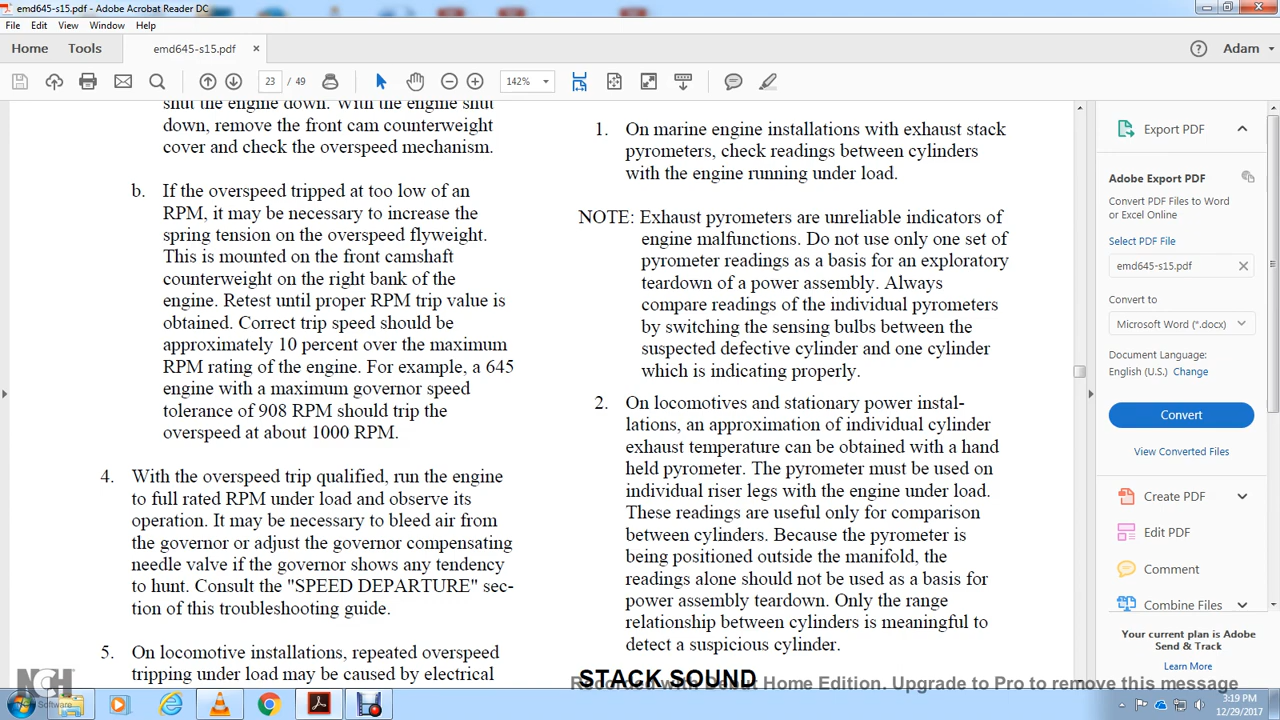 emd645-s15.pdf - Adobe Acrobat Reader DC
File Edit View Window Help
Home Tools emd645-s15.pdf × Adam
23 / 49 142%
shut the engine down. With the engine shut
down, remove the front cam counterweight
cover and check the overspeed mechanism.
b. If the overspeed tripped at too low of an
RPM, it may be necessary to increase the
spring tension on the overspeed flyweight.
This is mounted on the front camshaft
counterweight on the right bank of the
engine. Retest until proper RPM trip value is
obtained. Correct trip speed should be
approximately 10 percent over the maximum
RPM rating of the engine. For example, a 645
engine with a maximum governor speed
tolerance of 908 RPM should trip the
overspeed at about 1000 RPM.
4. With the overspeed trip qualified, run the engine
to full rated RPM under load and observe its
operation. It may be necessary to bleed air from
the governor or adjust the governor compensating
needle valve if the governor shows any tendency
to hunt. Consult the "SPEED DEPARTURE" sec-
tion of this troubleshooting guide.
5. On locomotive installations, repeated overspeed
tripping under load may be caused by electrical
1. On marine engine installations with exhaust stack
pyrometers, check readings between cylinders
with the engine running under load.
NOTE: Exhaust pyrometers are unreliable indicators of
engine malfunctions. Do not use only one set of
pyrometer readings as a basis for an exploratory
teardown of a power assembly. Always
compare readings of the individual pyrometers
by switching the sensing bulbs between the
suspected defective cylinder and one cylinder
which is indicating properly.
2. On locomotives and stationary power instal-
lations, an approximation of individual cylinder
exhaust temperature can be obtained with a hand
held pyrometer. The pyrometer must be used on
individual riser legs with the engine under load.
These readings are useful only for comparison
between cylinders. Because the pyrometer is
being positioned outside the manifold, the
readings alone should not be used as a basis for
power assembly teardown. Only the range
relationship between cylinders is meaningful to
detect a suspicious cylinder.
STACK SOUND
Export PDF
Adobe Export PDF
Convert PDF Files to Word
or Excel Online
Select PDF File
emd645-s15.pdf ×
Convert to
Microsoft Word (*.docx)
Document Language:
English (U.S.) Change
Convert
View Converted Files
Create PDF
Edit PDF
Comment
Combine Files
Your current plan is Adobe
Send & Track
Learn More
NCH
Software
Recorded with Debut Home Edition. Upgrade to Pro to remove this message
3:19 PM
12/29/2017